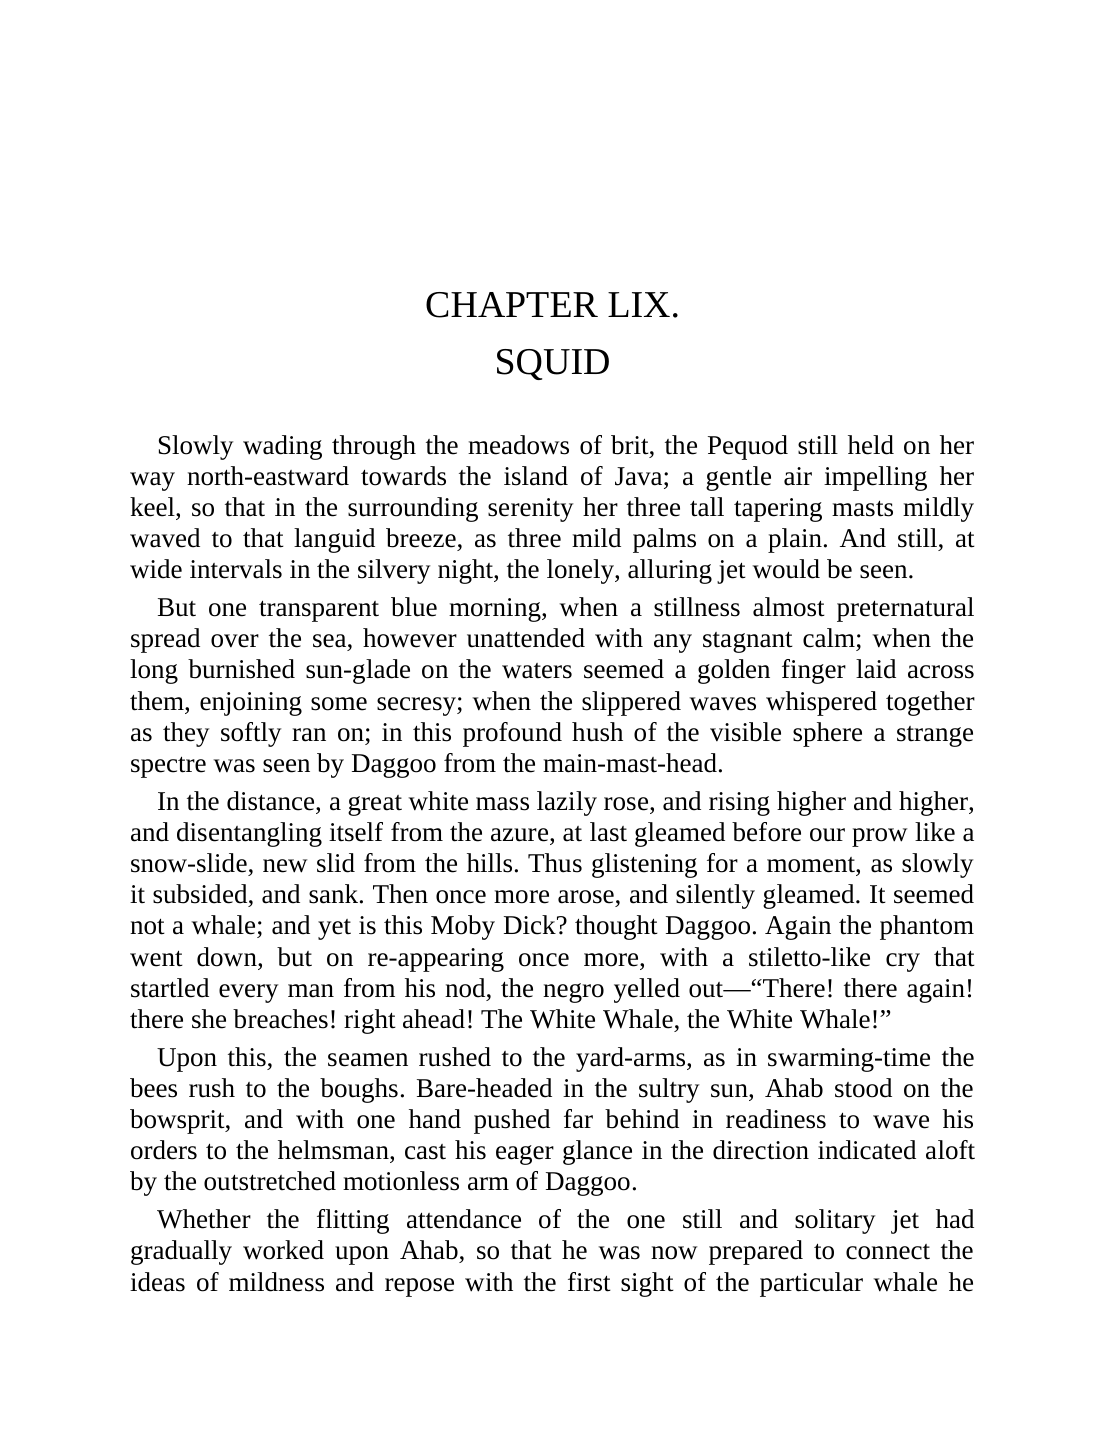 CHAPTER LIX.
SQUID
Slowly wading through the meadows of brit, the Pequod still held on her
way north-eastward towards the island of Java; a gentle air impelling her
keel, so that in the surrounding serenity her three tall tapering masts mildly
waved to that languid breeze, as three mild palms on a plain. And still, at
wide intervals in the silvery night, the lonely, alluring jet would be seen.
But one transparent blue morning, when a stillness almost preternatural
spread over the sea, however unattended with any stagnant calm; when the
long burnished sun-glade on the waters seemed a golden finger laid across
them, enjoining some secresy; when the slippered waves whispered together
as they softly ran on; in this profound hush of the visible sphere a strange
spectre was seen by Daggoo from the main-mast-head.
In the distance, a great white mass lazily rose, and rising higher and higher,
and disentangling itself from the azure, at last gleamed before our prow like a
snow-slide, new slid from the hills. Thus glistening for a moment, as slowly
it subsided, and sank. Then once more arose, and silently gleamed. It seemed
not a whale; and yet is this Moby Dick? thought Daggoo. Again the phantom
went down, but on re-appearing once more, with a stiletto-like cry that
startled every man from his nod, the negro yelled out—“There! there again!
there she breaches! right ahead! The White Whale, the White Whale!”
Upon this, the seamen rushed to the yard-arms, as in swarming-time the
bees rush to the boughs. Bare-headed in the sultry sun, Ahab stood on the
bowsprit, and with one hand pushed far behind in readiness to wave his
orders to the helmsman, cast his eager glance in the direction indicated aloft
by the outstretched motionless arm of Daggoo.
Whether the flitting attendance of the one still and solitary jet had
gradually worked upon Ahab, so that he was now prepared to connect the
ideas of mildness and repose with the first sight of the particular whale he